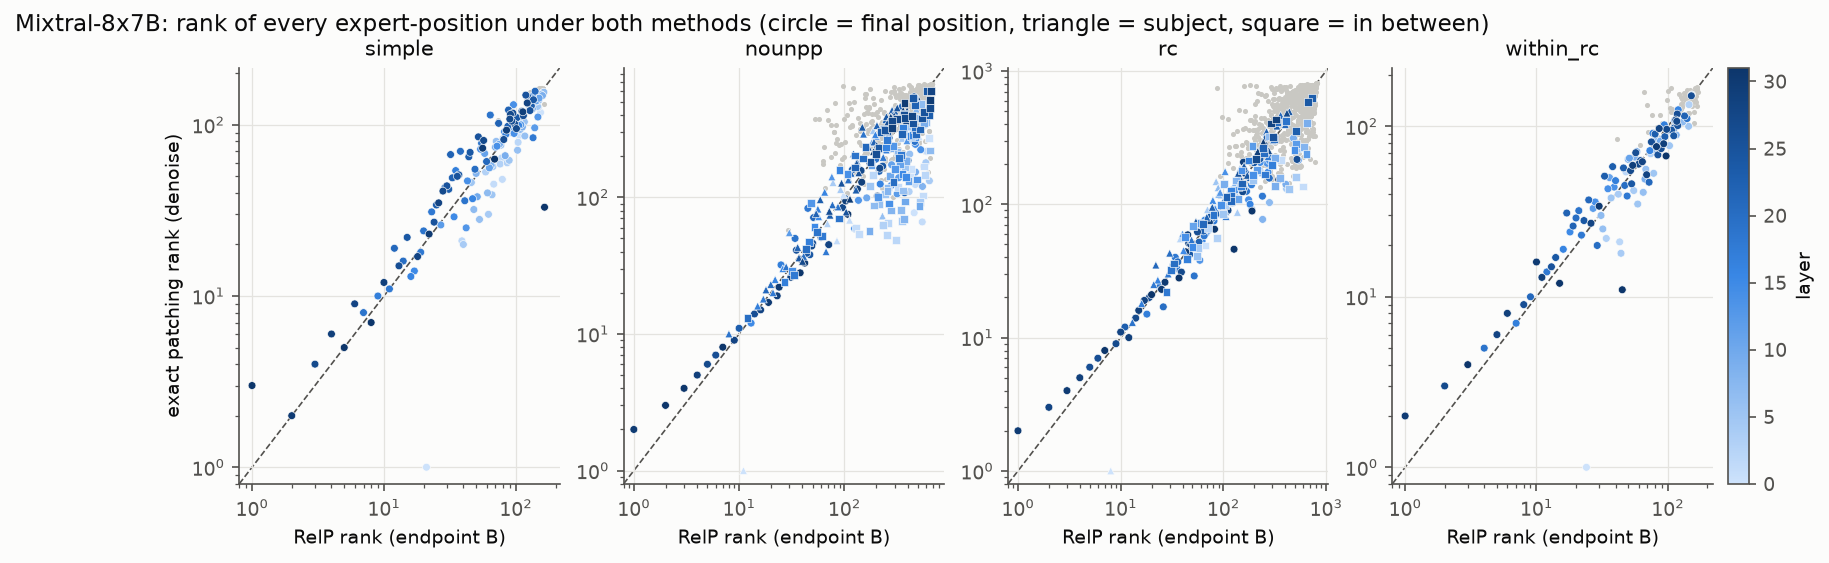 Mixtral-8x7B: rank of every expert-position under both methods (circle = final position, triangle = subject, square = in between)
simple
nounpp
rc
within_rc
exact patching rank (denoise)
10²
10¹
10⁰
10⁰ 10¹ 10²
RelP rank (endpoint B)
10²
10¹
10⁰
10⁰ 10¹ 10²
RelP rank (endpoint B)
10³
10²
10¹
10⁰
10⁰ 10¹ 10² 10³
RelP rank (endpoint B)
10²
10¹
10⁰
10⁰ 10¹ 10²
RelP rank (endpoint B)
30
25
20
15
10
5
0
layer